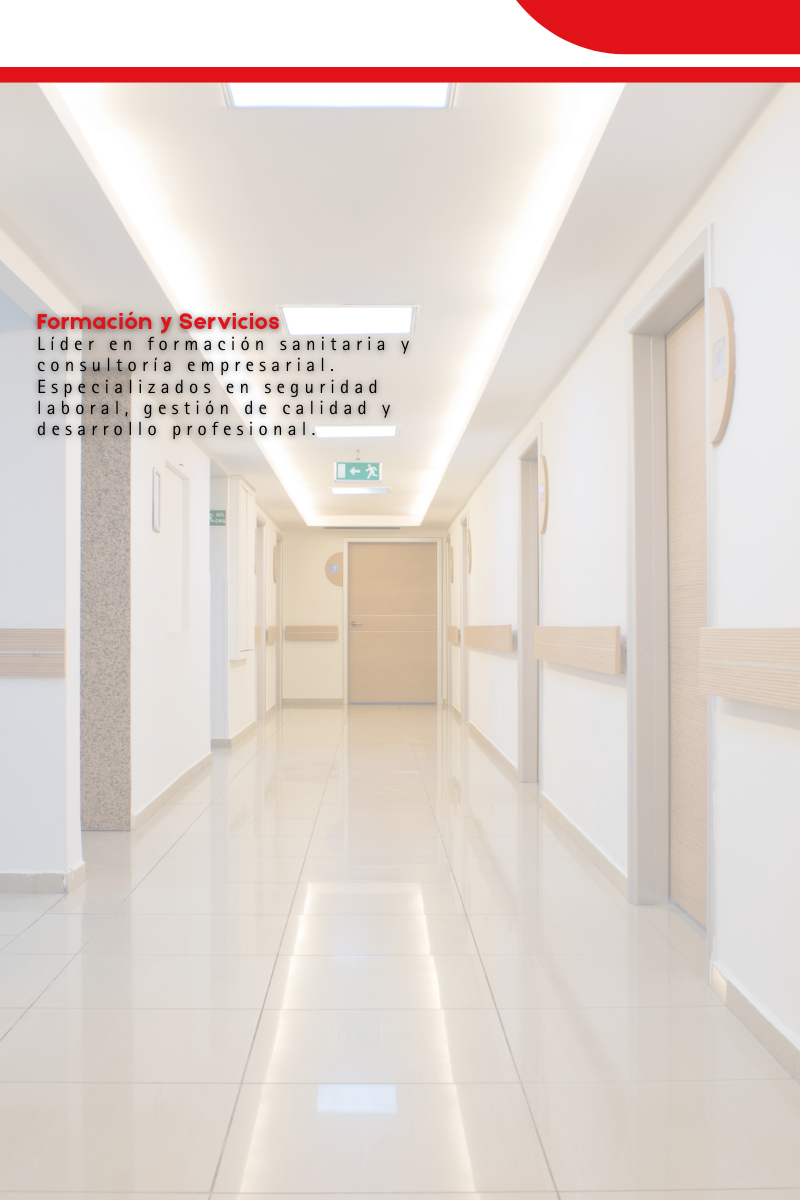 Formación y Servicios
Líder en formación sanitaria y
consultoría empresarial.
Especializados en seguridad
laboral, gestión de calidad y
desarrollo profesional.